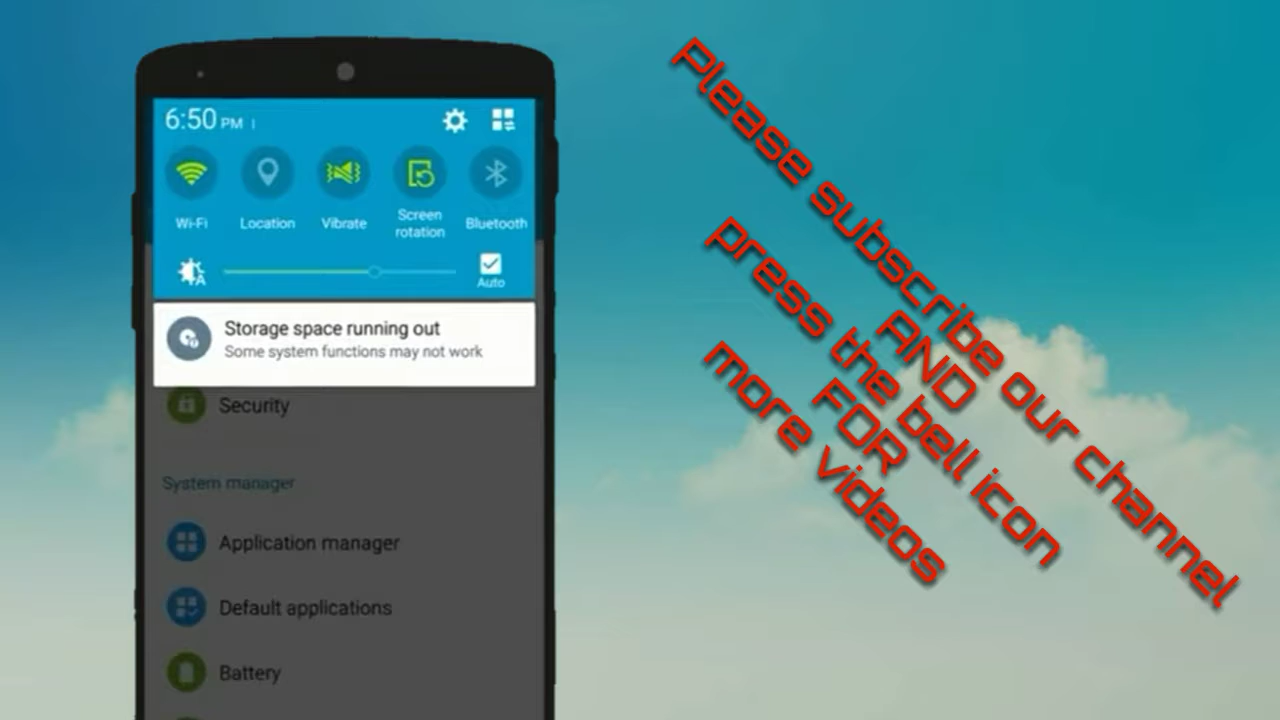 6:50 PM
Wi-Fi
Location
Vibrate
Screen
rotation
Bluetooth
A
Auto
Storage space running out
Some system functions may not work
Security
System manager
Application manager
Default applications
Battery
Please subscribe our channel
AND
press the bell icon
FOR
more videos